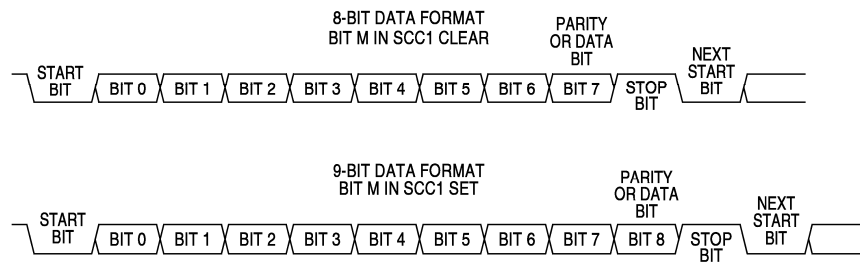 8-BIT DATA FORMAT
BIT M IN SCC1 CLEAR
PARITY
OR DATA
BIT
NEXT
START
BIT
START
BIT
BIT 0 BIT 1 BIT 2 BIT 3 BIT 4 BIT 5 BIT 6 BIT 7
STOP
BIT
9-BIT DATA FORMAT
BIT M IN SCC1 SET
PARITY
OR DATA
BIT
NEXT
START
BIT
START
BIT
BIT 0 BIT 1 BIT 2 BIT 3 BIT 4 BIT 5 BIT 6 BIT 7 BIT 8
STOP
BIT